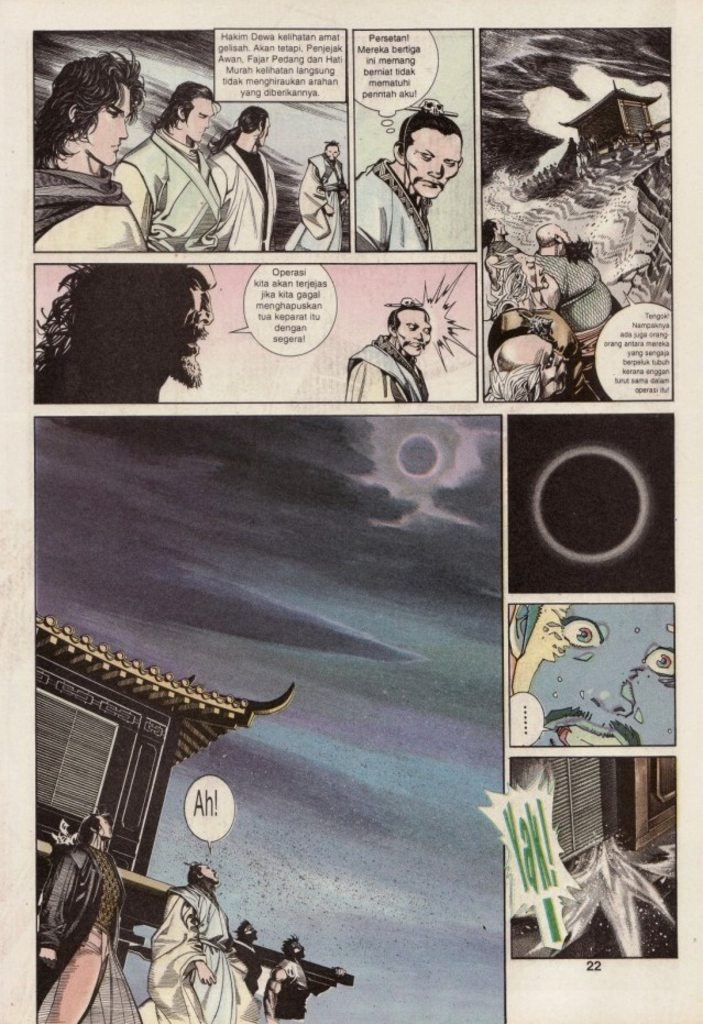 Hakim Dewa kelihatan amat
gelisah. Akan tetapi, Penjejak
Awan, Fajar Pedang dan Hati
Murah kelihatan langsung
tidak menghiraukan arahan
yang diberikannya.
Persetan!
Mereka bertiga
ini memang
berniat tidak
mematuhi
perintah aku!
Operasi
kita akan terjejas
jika kita gagal
menghapuskan
tua keparat itu
dengan
segera!
Tengok!
Nampaknya
ada juga orang-
orang antara mereka
yang sengaja
berpeluk tubuh
kerana enggan
turut sama dalam
operasi itu!
Ah!
......
Yak!
22